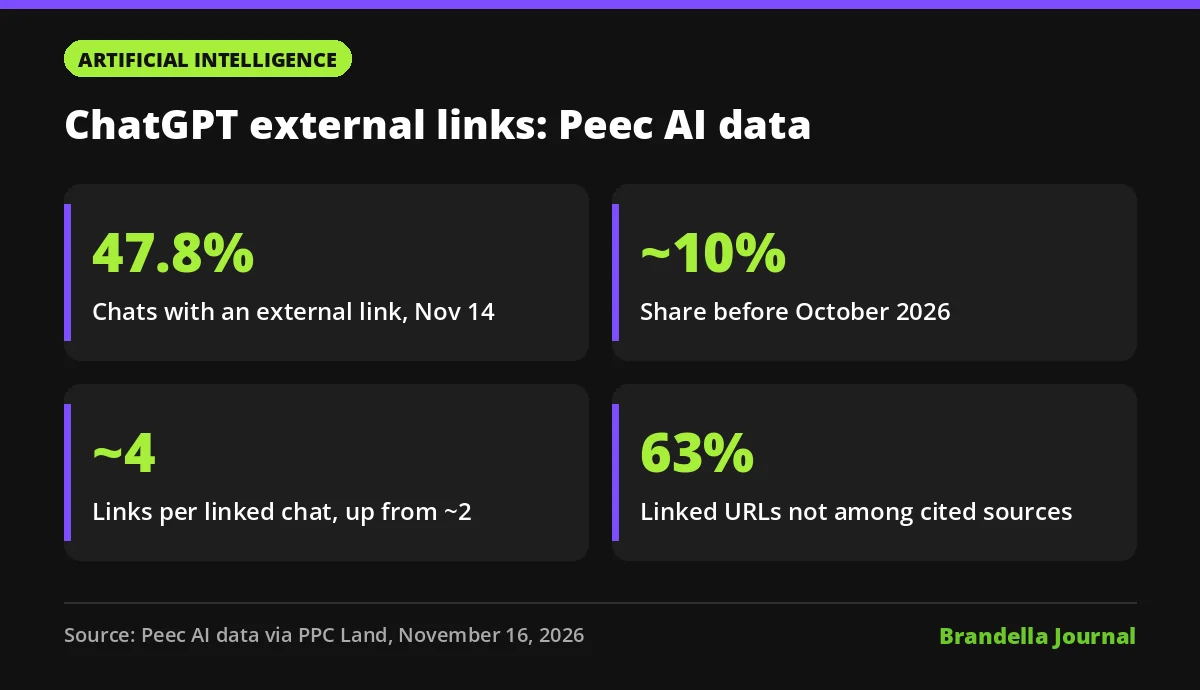 ARTIFICIAL INTELLIGENCE
ChatGPT external links: Peec AI data
47.8%
Chats with an external link, Nov 14
~10%
Share before October 2026
~4
Links per linked chat, up from ~2
63%
Linked URLs not among cited sources
Source: Peec AI data via PPC Land, November 16, 2026
Brandella Journal